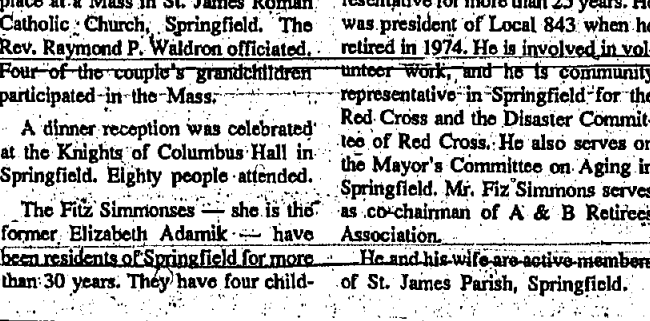 place at a Mass in St. James Roman
Catholic Church, Springfield. The
Rev. Raymond P. Waldron officiated.
Four of the couple's grandchildren
participated in the Mass.
A dinner reception was celebrated
at the Knights of Columbus Hall in
Springfield. Eighty people attended.
The Fitz Simmonses — she is the
former Elizabeth Adamik — have
been residents of Springfield for more
than 30 years. They have four child-
resentative for more than 25 years. He
was president of Local 843 when he
retired in 1974. He is involved in vol-
unteer work, and he is community
representative in Springfield for the
Red Cross and the Disaster Commit-
tee of Red Cross. He also serves on
the Mayor's Committee on Aging in
Springfield. Mr. Fiz Simmons serves
as co-chairman of A & B Retirees
Association.
He and his wife are active members
of St. James Parish, Springfield.